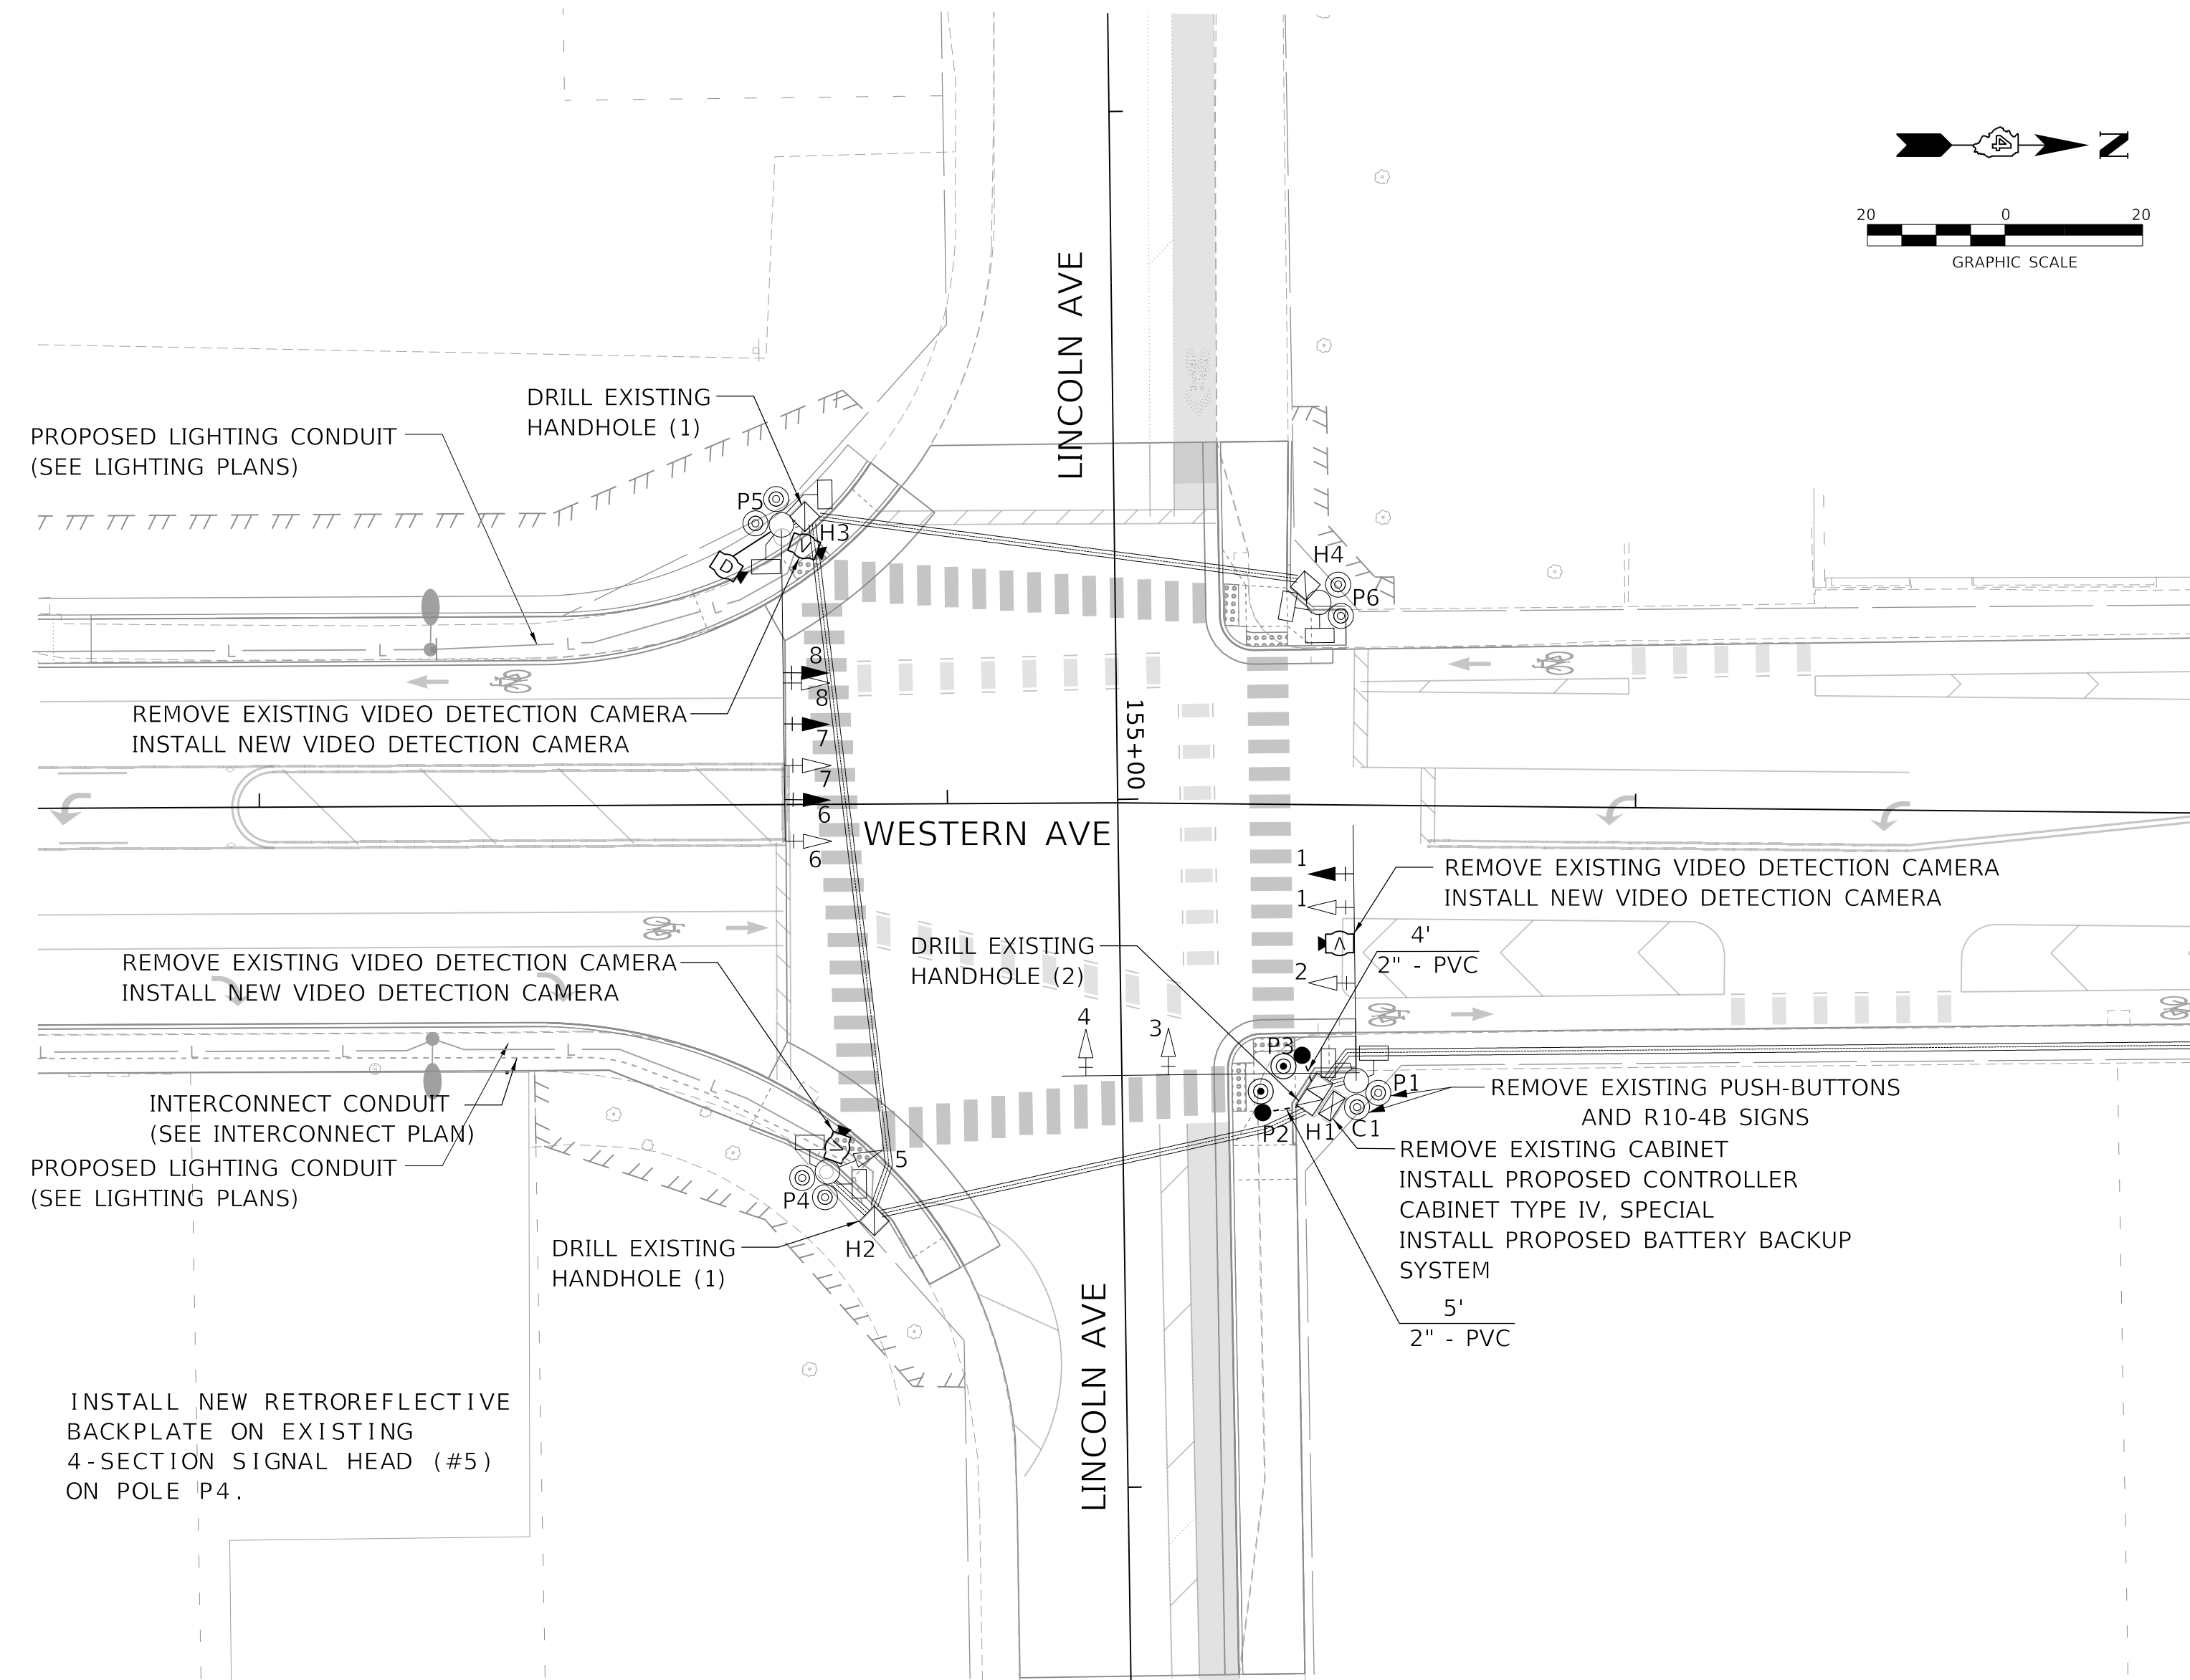 N
20 0 20
GRAPHIC SCALE
LINCOLN AVE
DRILL EXISTING
HANDHOLE (1)
PROPOSED LIGHTING CONDUIT
(SEE LIGHTING PLANS)
P5
H3
D
V
H4
P6
REMOVE EXISTING VIDEO DETECTION CAMERA
INSTALL NEW VIDEO DETECTION CAMERA
8
8
7
7
6
6
155+00
WESTERN AVE
1
1
2
REMOVE EXISTING VIDEO DETECTION CAMERA
INSTALL NEW VIDEO DETECTION CAMERA
V
4'
2" - PVC
DRILL EXISTING
HANDHOLE (2)
REMOVE EXISTING VIDEO DETECTION CAMERA
INSTALL NEW VIDEO DETECTION CAMERA
4
3
P3
P1
P2
H1
C1
REMOVE EXISTING PUSH-BUTTONS
AND R10-4B SIGNS
REMOVE EXISTING CABINET
INSTALL PROPOSED CONTROLLER
CABINET TYPE IV, SPECIAL
INSTALL PROPOSED BATTERY BACKUP
SYSTEM
5'
2" - PVC
INTERCONNECT CONDUIT
(SEE INTERCONNECT PLAN)
PROPOSED LIGHTING CONDUIT
(SEE LIGHTING PLANS)
V
5
P4
H2
DRILL EXISTING
HANDHOLE (1)
LINCOLN AVE
INSTALL NEW RETROREFLECTIVE
BACKPLATE ON EXISTING
4-SECTION SIGNAL HEAD (#5)
ON POLE P4.
L L L L L
L L L L L
4